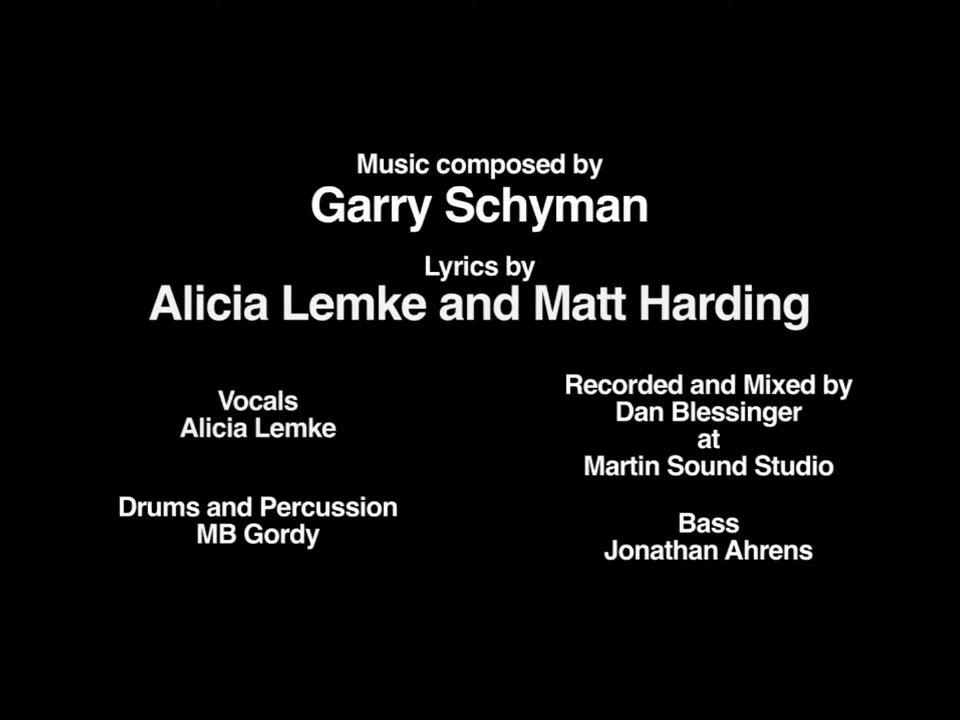 Music composed by
Garry Schyman
Lyrics by
Alicia Lemke and Matt Harding
Vocals
Alicia Lemke
Drums and Percussion
MB Gordy
Recorded and Mixed by
Dan Blessinger
at
Martin Sound Studio
Bass
Jonathan Ahrens